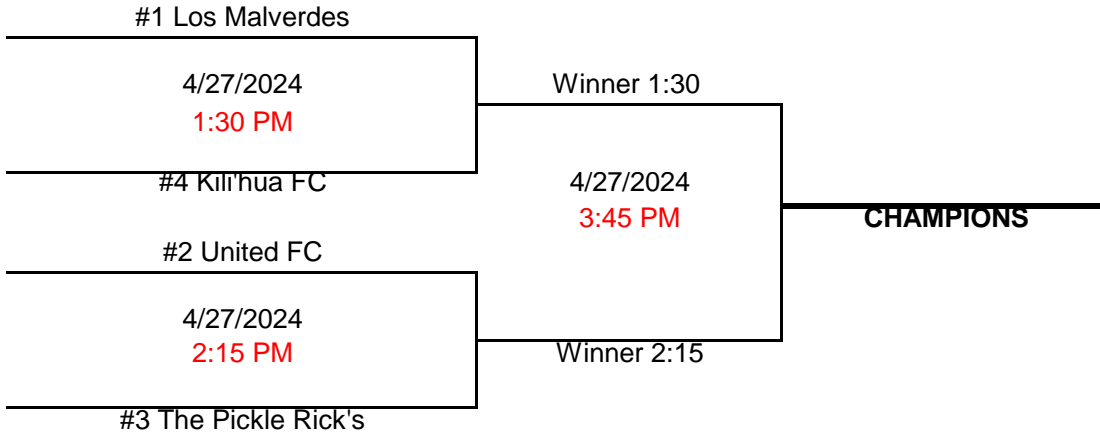 #1 Los Malverdes
4/27/2024
1:30 PM
#4 Kili'hua FC
#2 United FC
4/27/2024
2:15 PM
#3 The Pickle Rick's
Winner 1:30
4/27/2024
3:45 PM
Winner 2:15
CHAMPIONS